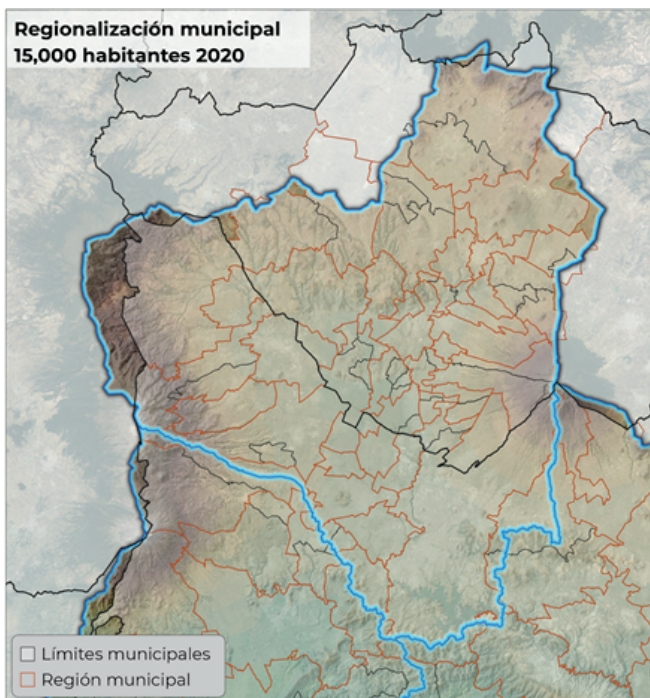 Regionalización municipal
15,000 habitantes 2020
Límites municipales
Región municipal